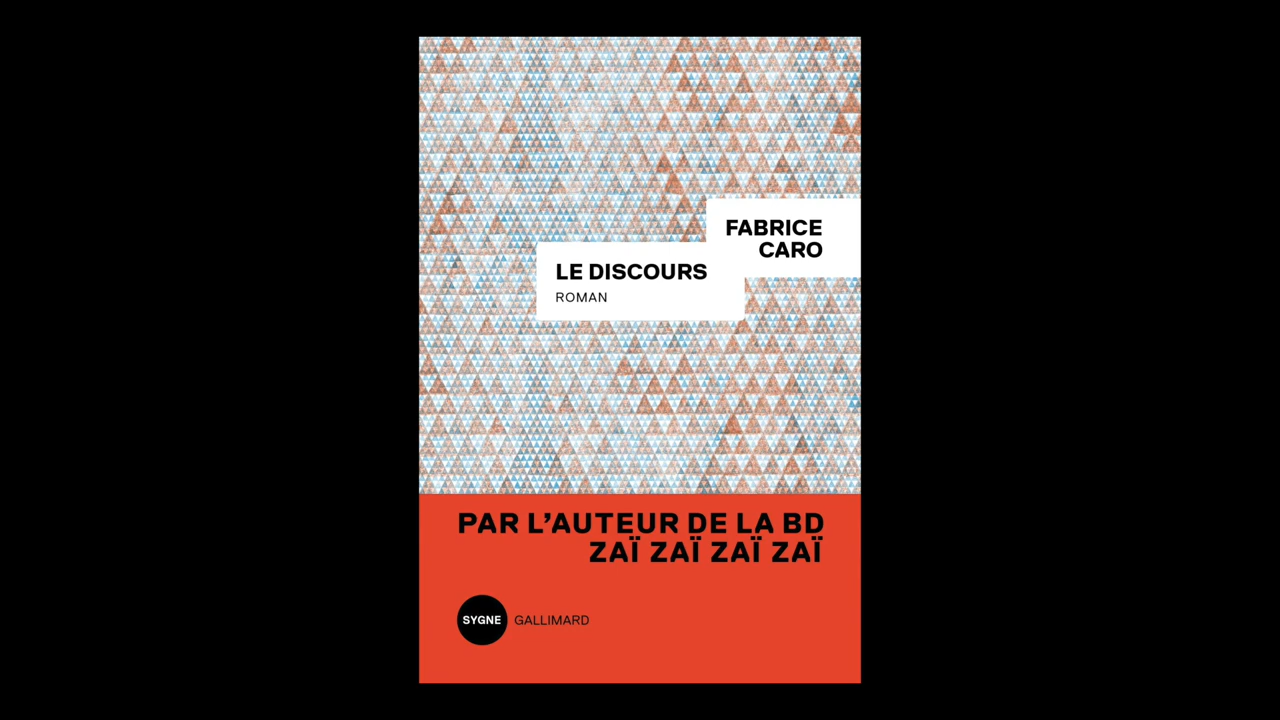 FABRICE
CARO
LE DISCOURS
ROMAN
PAR L’AUTEUR DE LA BD
ZAÏ ZAÏ ZAÏ ZAÏ
SYGNE GALLIMARD